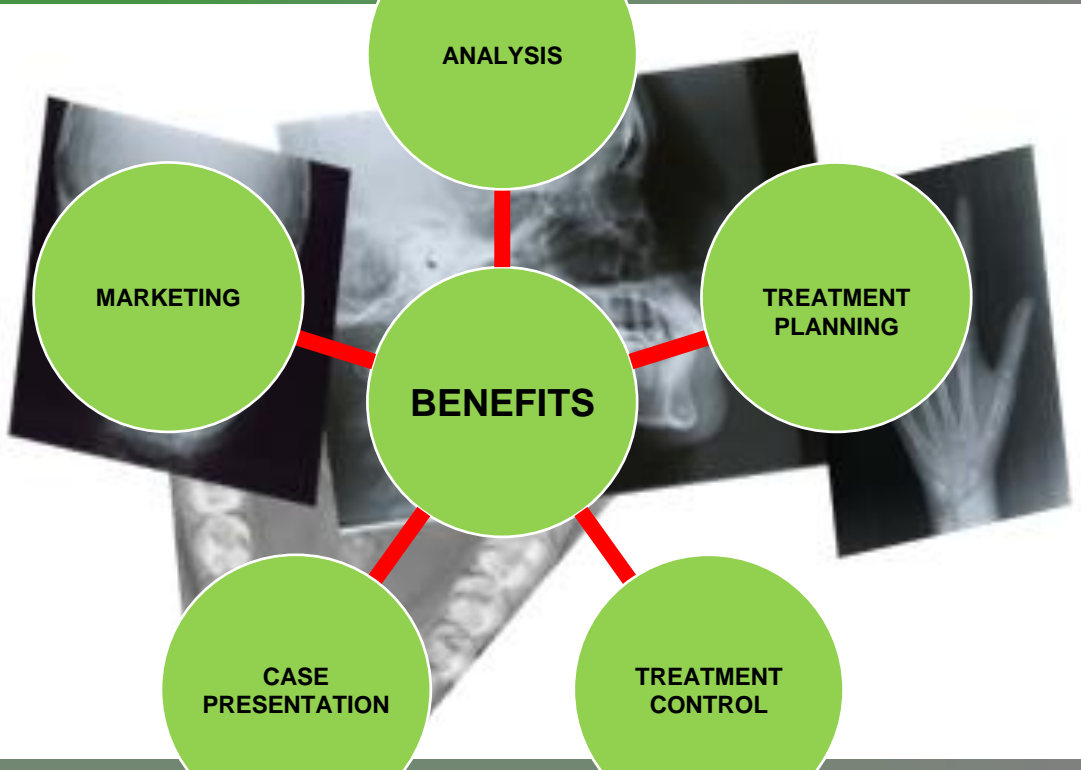 ANALYSIS
MARKETING
TREATMENT
PLANNING
BENEFITS
CASE
PRESENTATION
TREATMENT
CONTROL